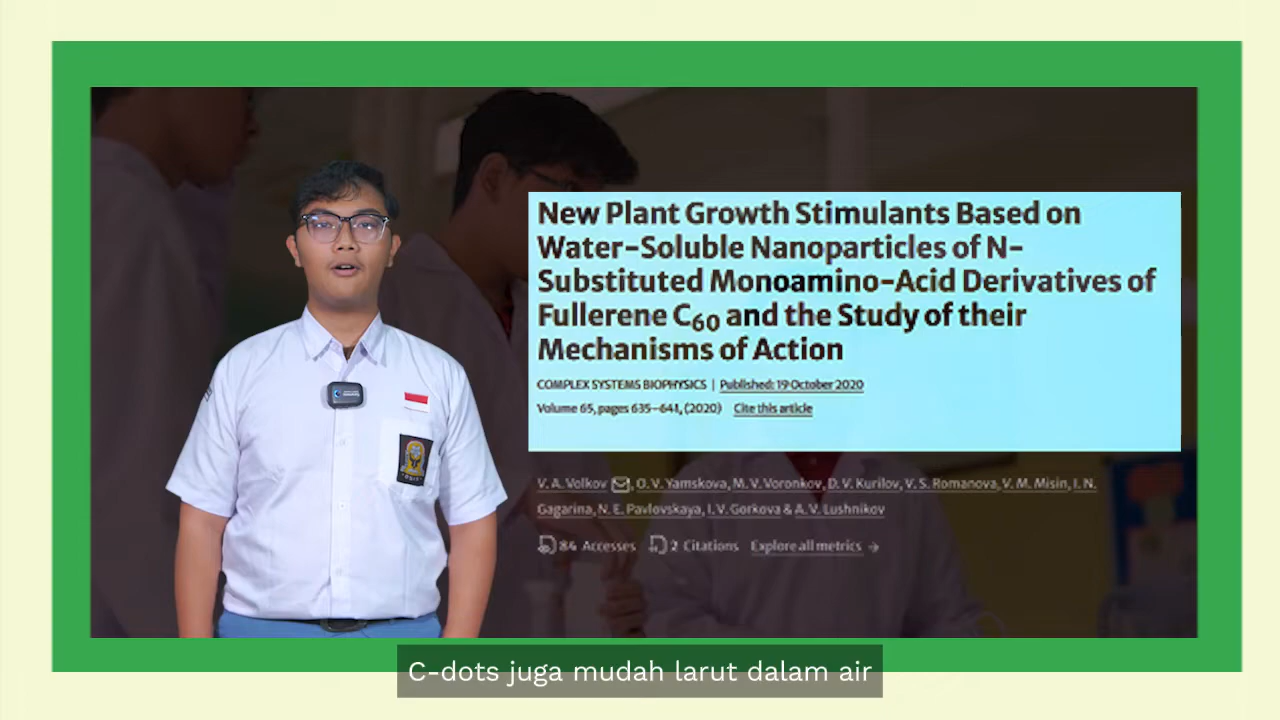 New Plant Growth Stimulants Based on
Water-Soluble Nanoparticles of N-
Substituted Monoamino-Acid Derivatives of
Fullerene C₆₀ and the Study of their
Mechanisms of Action
COMPLEX SYSTEMS BIOPHYSICS | Published: 19 October 2020
Volume 65, pages 635–641, (2020) Cite this article
V. A. Volkov, O. V. Yamskova, M. V. Voronkov, D. V. Kurilov, V. S. Romanova, V. M. Misin, I. N.
Gagarina, N. E. Pavlovskaya, I. V. Gorkova & A. V. Lushnikov
84 Accesses 2 Citations Explore all metrics →
C-dots juga mudah larut dalam air